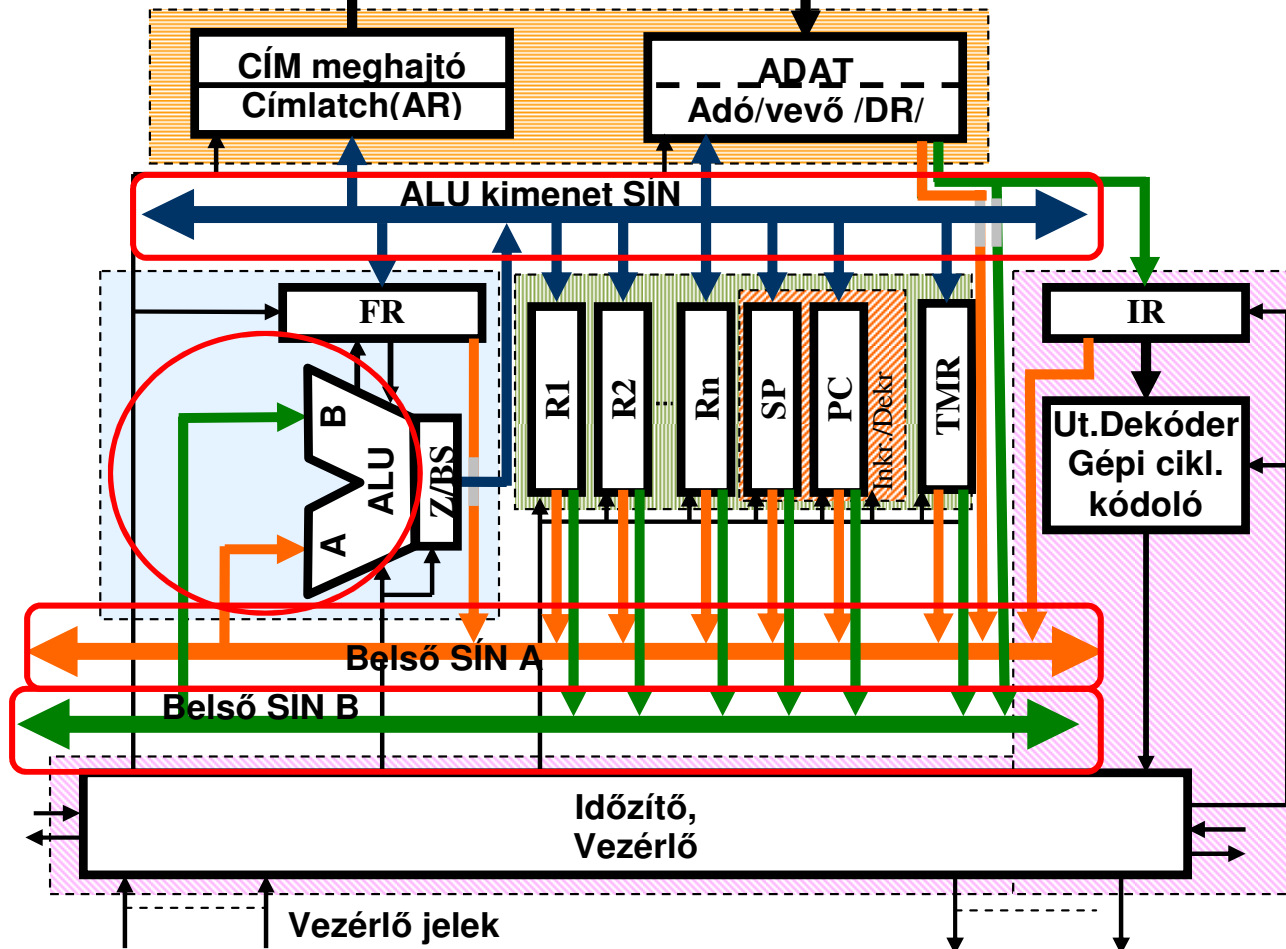 CÍM meghajtó
Címlatch(AR)
ADAT
Adó/vevő /DR/
ALU kimenet SÍN
FR
IR
B
A
ALU
Z/BS
R1
R2
...
Rn
SP
PC
Inkr./Dekr
TMR
Ut.Dekóder
Gépi cikl.
kódoló
Belső SÍN A
Belső SIN B
Időzítő,
Vezérlő
Vezérlő jelek